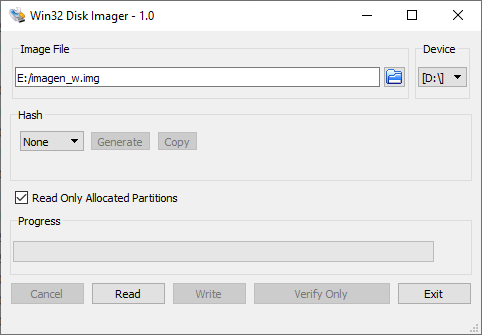 Win32 Disk Imager - 1.0
Image File
Device
E:/imagen_w.img
[D:\]
Hash
None
Generate
Copy
Read Only Allocated Partitions
Progress
Cancel
Read
Write
Verify Only
Exit